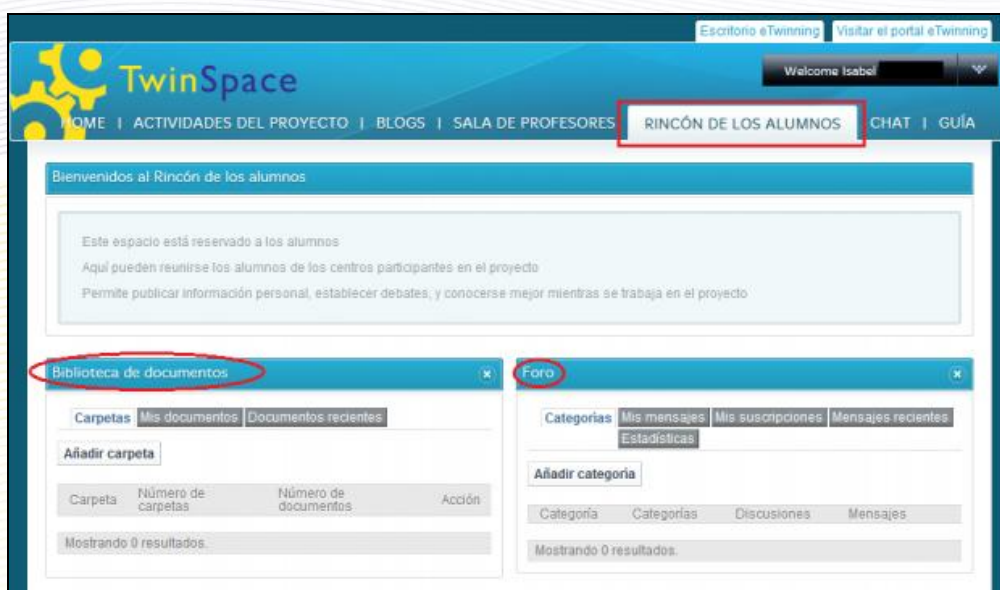 Escritorio eTwinning Visitar el portal eTwinning
TwinSpace
Welcome Isabel
HOME | ACTIVIDADES DEL PROYECTO | BLOGS | SALA DE PROFESORES RINCÓN DE LOS ALUMNOS CHAT | GUÍA
Bienvenidos al Rincón de los alumnos
Este espacio está reservado a los alumnos
Aquí pueden reunirse los alumnos de los centros participantes en el proyecto
Permite publicar información personal, establecer debates, y conocerse mejor mientras se trabaja en el proyecto
Biblioteca de documentos
Carpetas Mis documentos Documentos recientes
Añadir carpeta
Carpeta Número de carpetas Número de documentos Acción
Mostrando 0 resultados.
Foro
Categorías Mis mensajes Mis suscripciones Mensajes recientes
Estadísticas
Añadir categoría
Categoría Categorías Discusiones Mensajes
Mostrando 0 resultados.